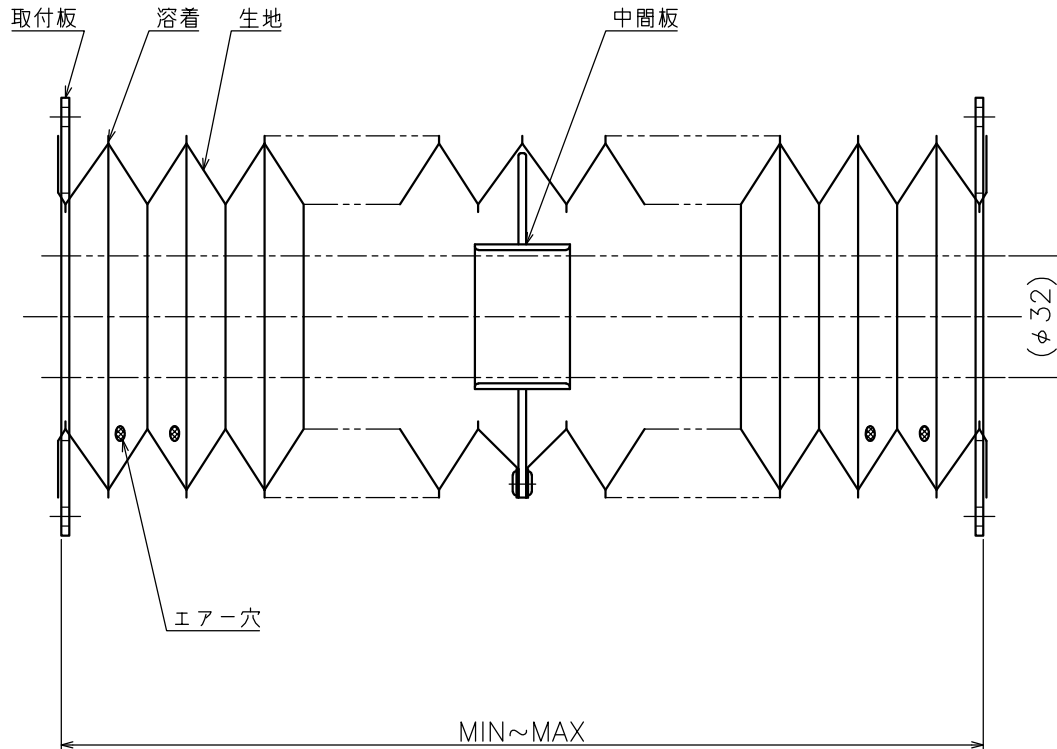 取付板
溶着
生地
中間板
(φ32)
エアー穴
MIN~MAX